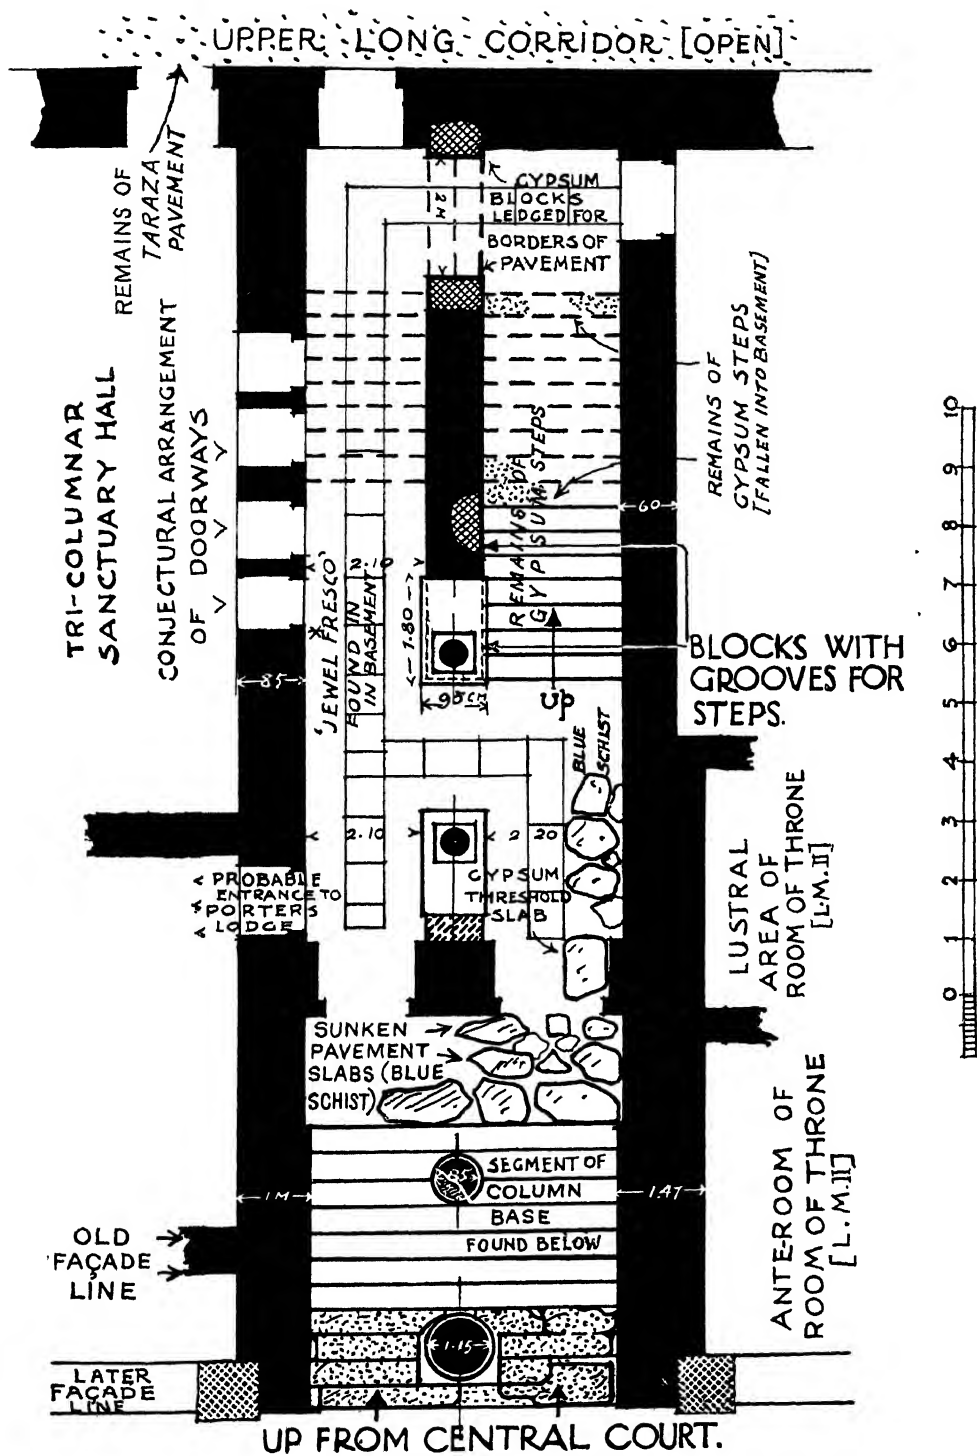 UPPER LONG CORRIDOR [OPEN]
REMAINS OF
TARAZA
PAVEMENT
GYPSUM
BLOCKS
LEDGED FOR
BORDERS OF
PAVEMENT
TRI-COLUMNAR
SANCTUARY HALL
CONJECTURAL ARRANGEMENT
OF DOORWAYS
REMAINS OF
GYPSUM STEPS
[FALLEN INTO BASEMENT]
REMAINS OF
GYPSUM STEPS
60
2.10
1.80
'JEWEL FRESCO'
FOUND IN
IN BASEMENT
85
95 CM
UP
BLOCKS WITH
GROOVES FOR
STEPS.
BLUE
SCHIST
2.10
2 20
GYPSUM
THRESHOLD
SLAB
PROBABLE
ENTRANCE TO
PORTERS
LODGE
LUSTRAL
AREA OF
ROOM OF THRONE
[L.M.II]
10
9
8
7
6
5
4
3
2
1
0
SUNKEN
PAVEMENT
SLABS (BLUE
SCHIST)
ANTE-ROOM OF
ROOM OF THRONE
[L.M.II]
.85
SEGMENT OF
COLUMN
BASE
FOUND BELOW
1 M
1.47
OLD
FAÇADE
LINE
1.15
LATER
FAÇADE
LINE
UP FROM CENTRAL COURT.